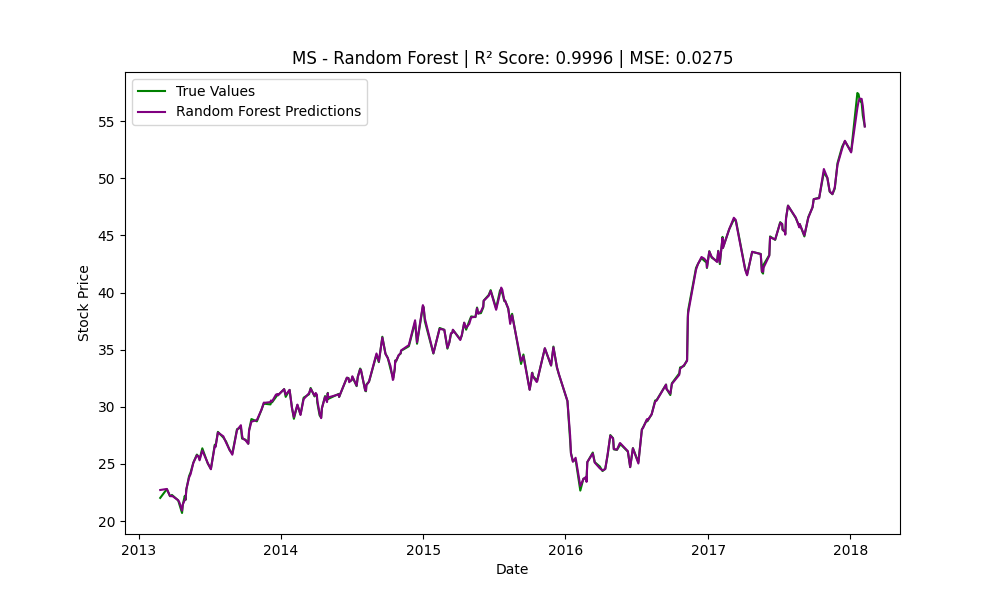 MS - Random Forest | R² Score: 0.9996 | MSE: 0.0275
True Values
Random Forest Predictions
55
50
45
40
35
30
25
20
Stock Price
2013 2014 2015 2016 2017 2018
Date